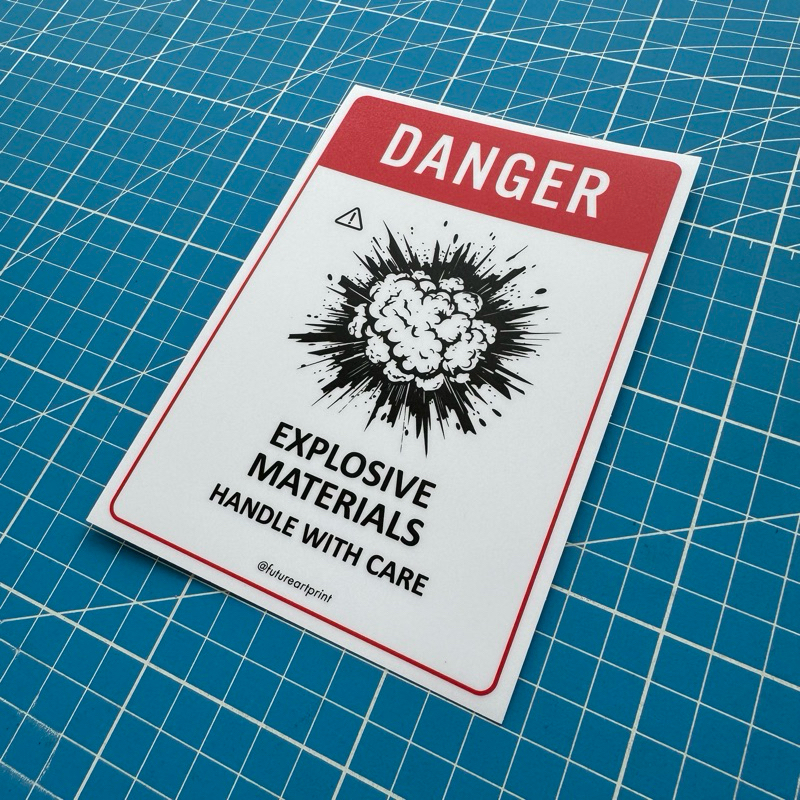 DANGER
EXPLOSIVE
MATERIALS
HANDLE WITH CARE
@futureartprint